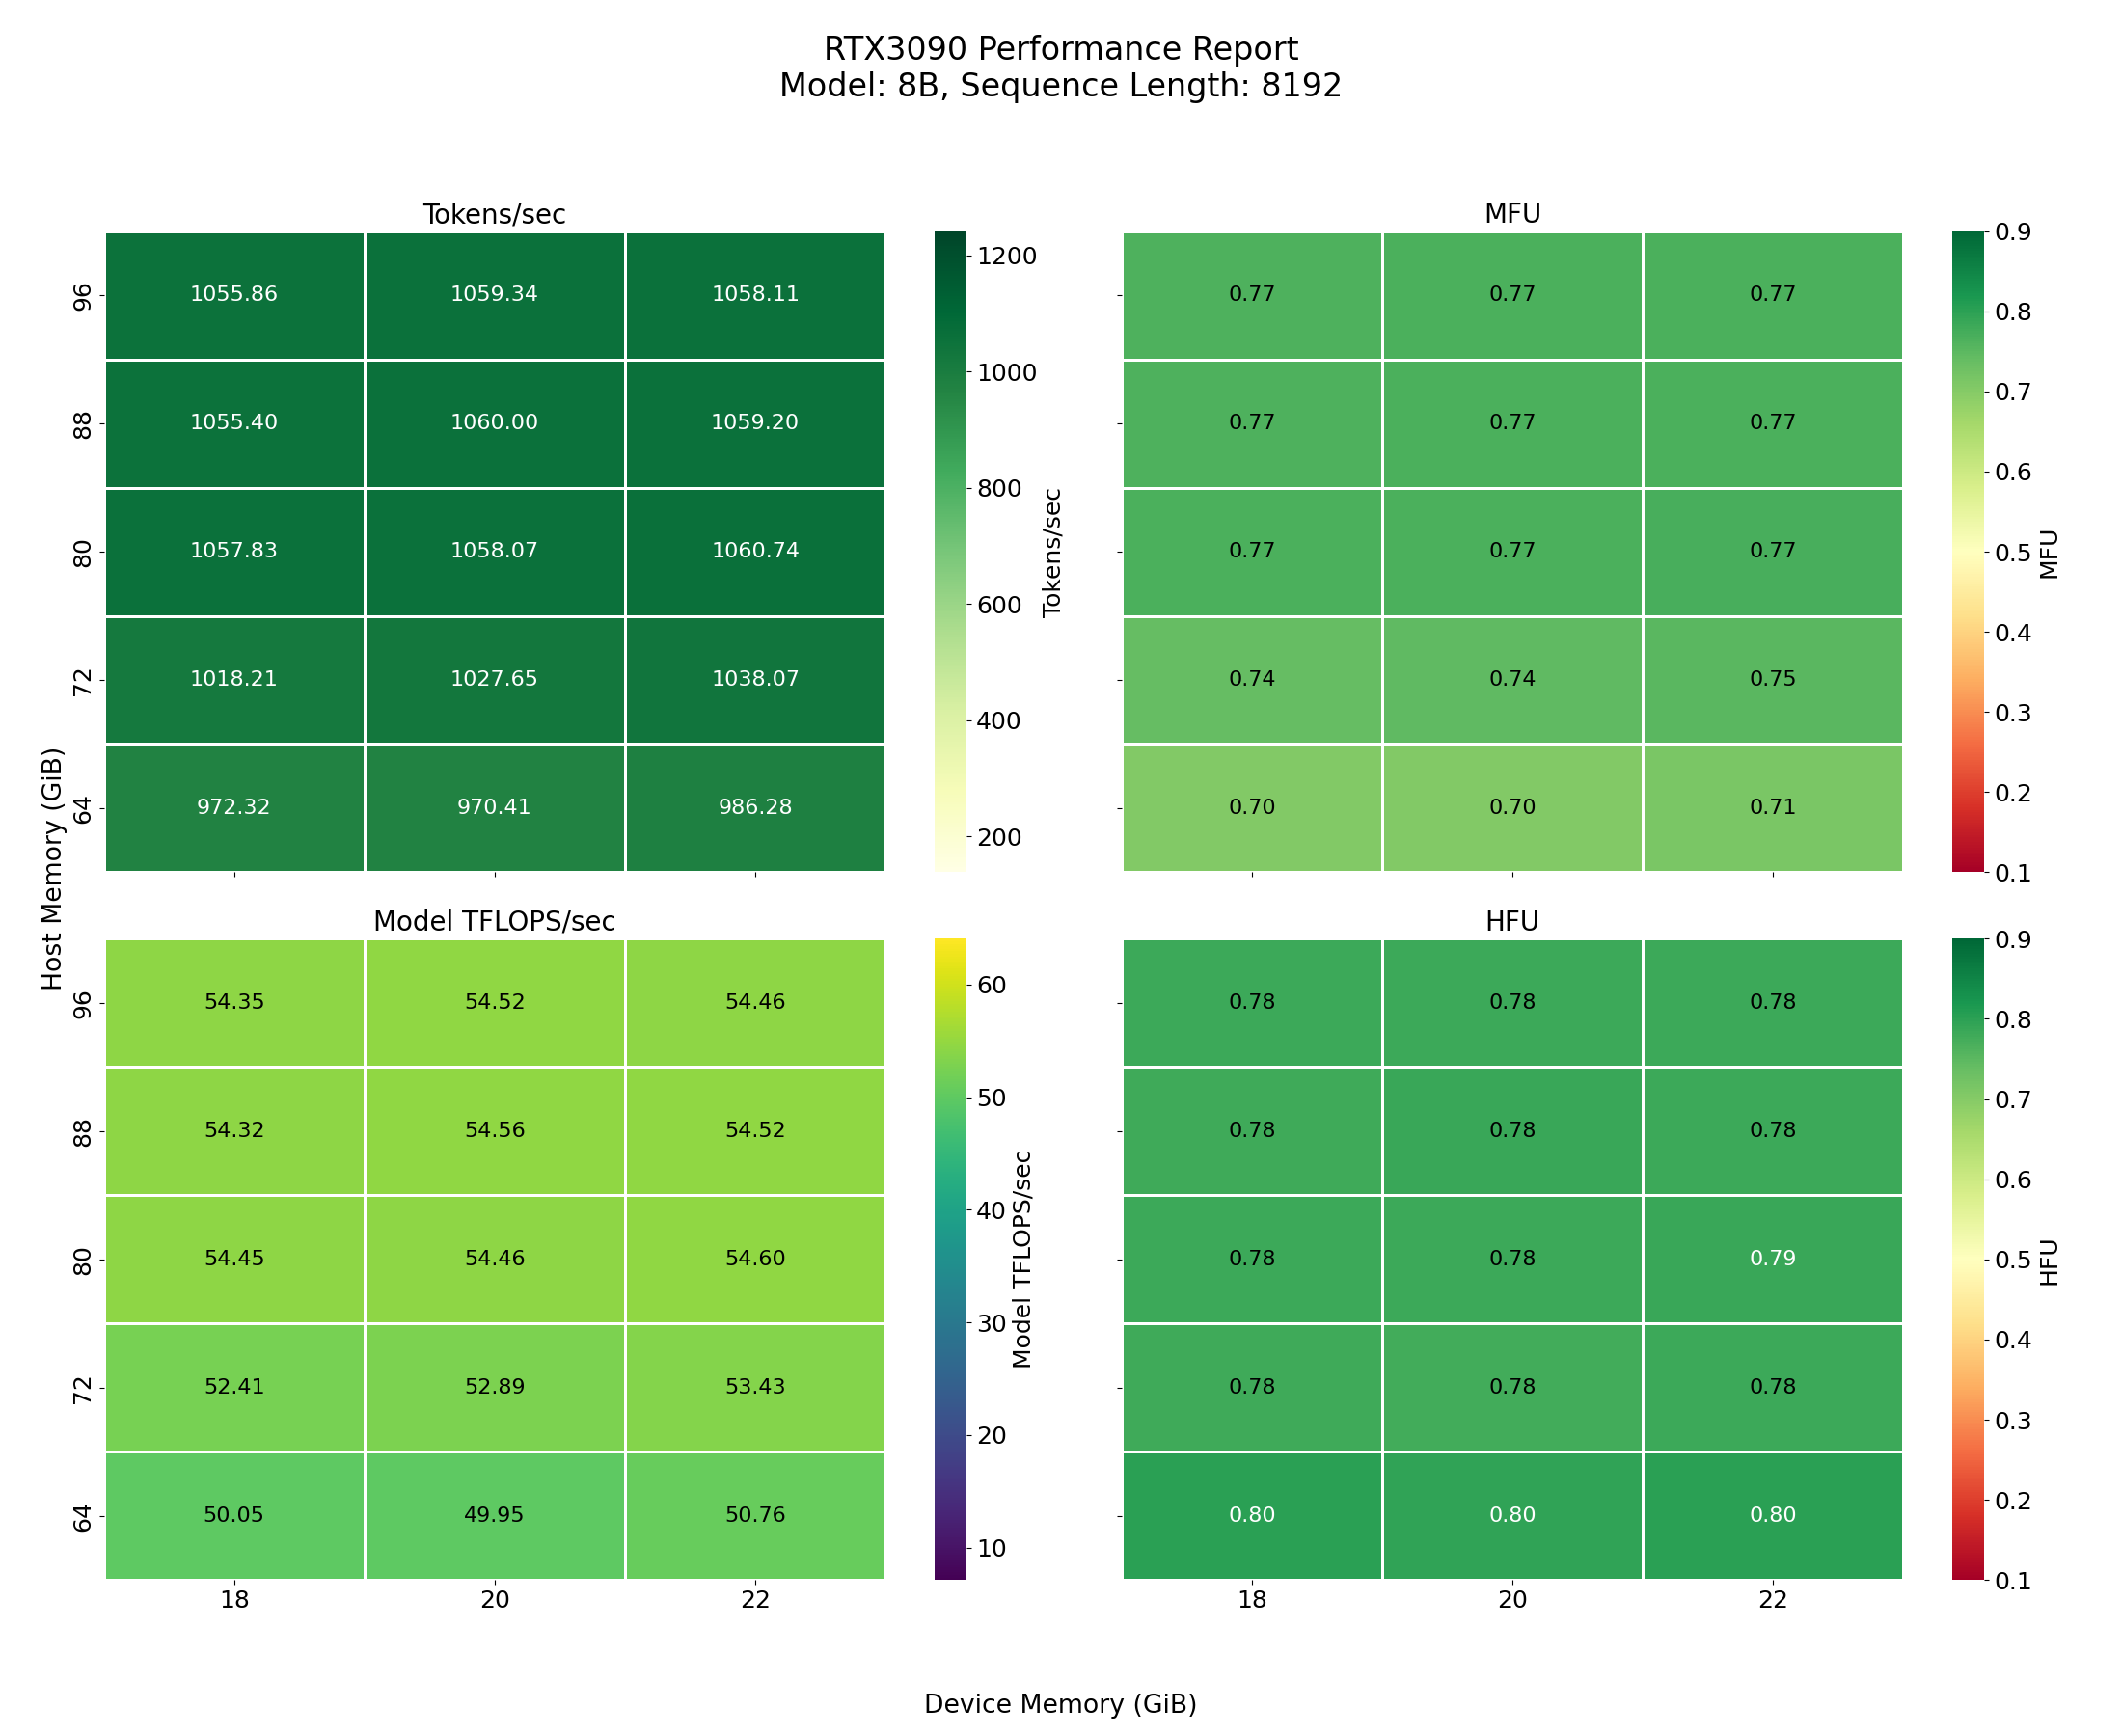 RTX3090 Performance Report
Model: 8B, Sequence Length: 8192
Tokens/sec
96 1055.86 1059.34 1058.11
88 1055.40 1060.00 1059.20
80 1057.83 1058.07 1060.74
72 1018.21 1027.65 1038.07
64 972.32 970.41 986.28
1200
1000
800
600
400
200
Tokens/sec
MFU
0.77 0.77 0.77
0.77 0.77 0.77
0.77 0.77 0.77
0.74 0.74 0.75
0.70 0.70 0.71
0.9
0.8
0.7
0.6
0.5
0.4
0.3
0.2
0.1
MFU
Host Memory (GiB)
Model TFLOPS/sec
96 54.35 54.52 54.46
88 54.32 54.56 54.52
80 54.45 54.46 54.60
72 52.41 52.89 53.43
64 50.05 49.95 50.76
18 20 22
60
50
40
30
20
10
Model TFLOPS/sec
HFU
0.78 0.78 0.78
0.78 0.78 0.78
0.78 0.78 0.79
0.78 0.78 0.78
0.80 0.80 0.80
18 20 22
0.9
0.8
0.7
0.6
0.5
0.4
0.3
0.2
0.1
HFU
Device Memory (GiB)